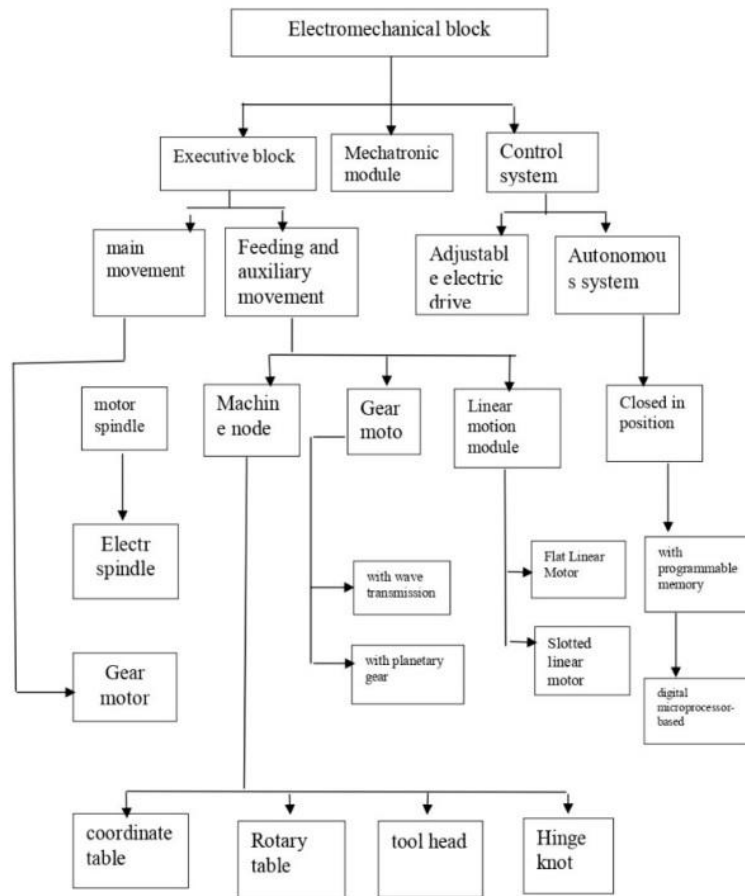 Electromechanical block
Executive block
Mechatronic
module
Control
system
main
movement
Feeding and
auxiliary
movement
Adjustabl
e electric
drive
Autonomou
s system
motor
spindle
Machin
e node
Gear
moto
Linear
motion
module
Closed in
position
Electr
spindle
with wave
transmission
Flat Linear
Motor
with
programmable
memory
Gear
motor
with planetary
gear
Slotted
linear
motor
digital
microprocessor-
based
coordinate
table
Rotary
table
tool head
Hinge
knot